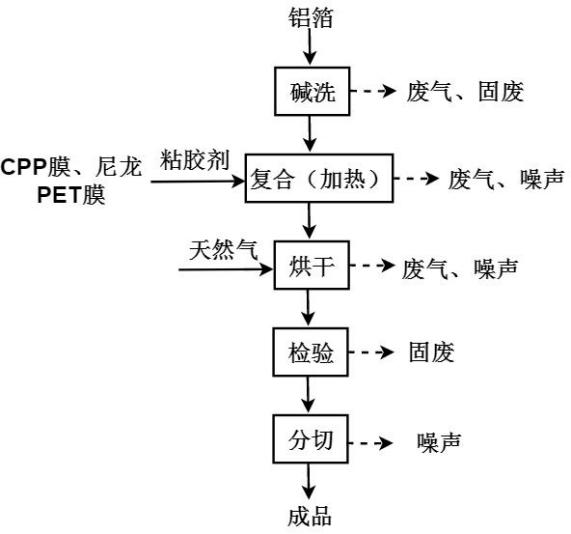 铝箔
碱洗
废气、固废
CPP膜、尼龙
PET膜
粘胶剂
复合（加热）
废气、噪声
天然气
烘干
废气、噪声
检验
固废
分切
噪声
成品